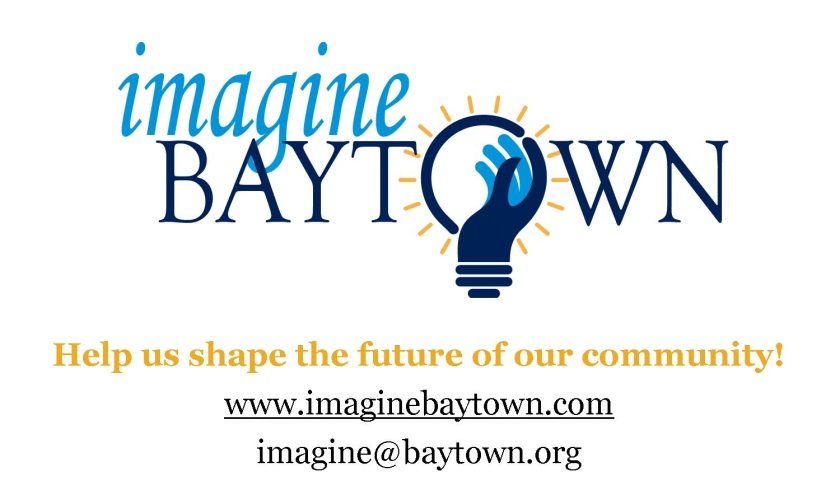 imagine
BAYTOWN
Help us shape the future of our community!
www.imaginebaytown.com
imagine@baytown.org